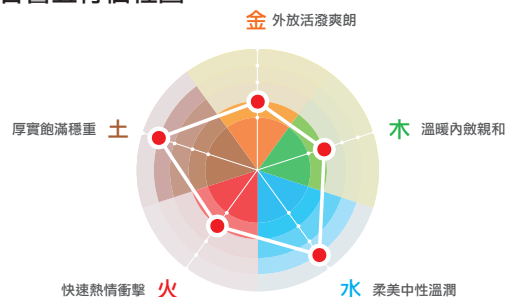 金 外放活潑爽朗
土 厚實飽滿穩重
木 溫暖內斂親和
火 快速熱情衝擊
水 柔美中性溫潤